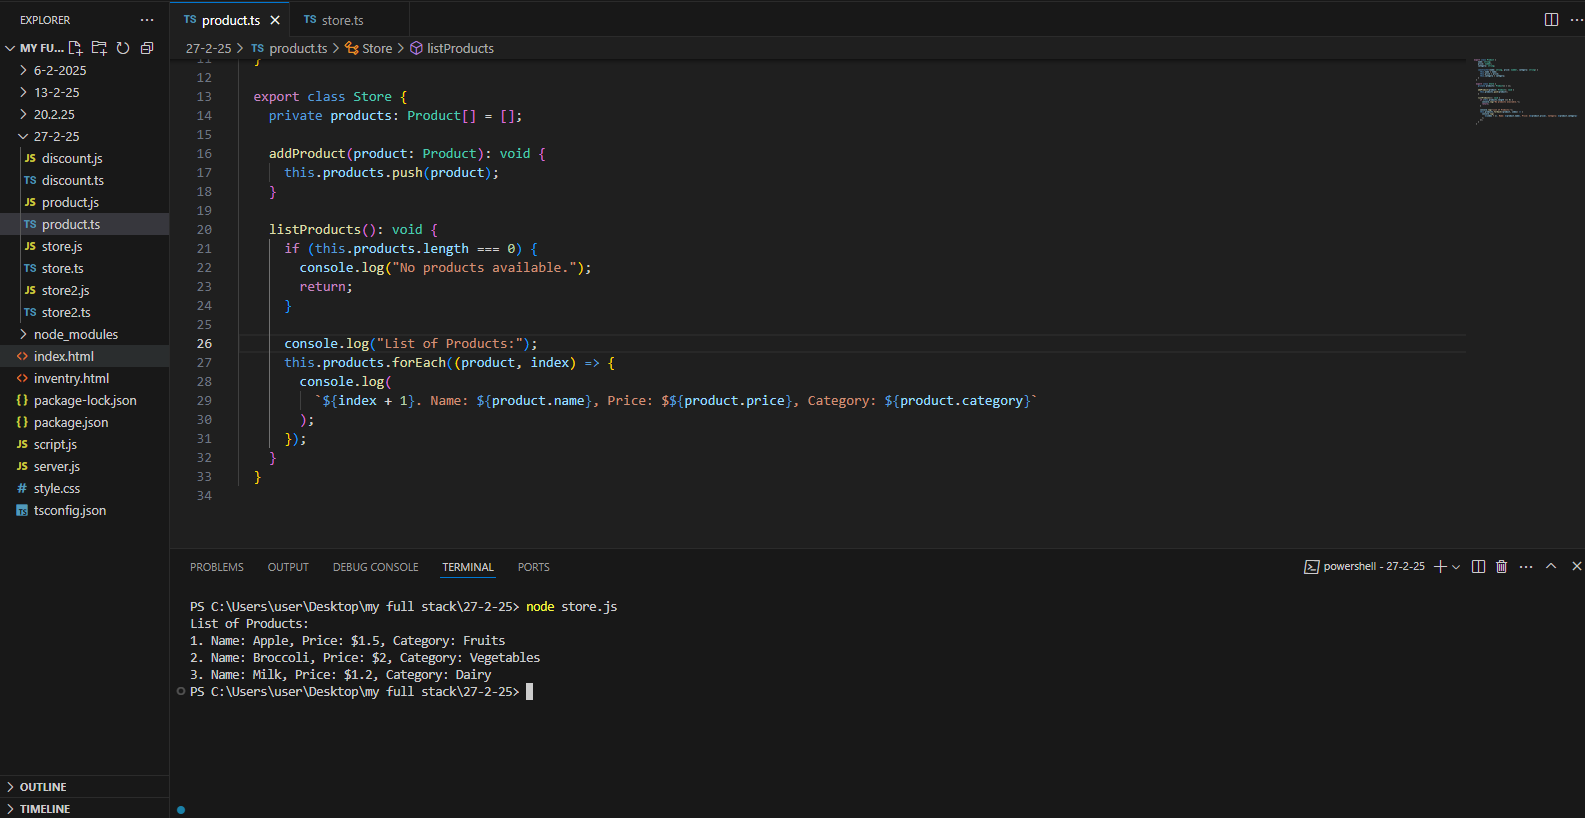 EXPLORER
MY FU...
6-2-2025
13-2-25
20.2.25
27-2-25
JS discount.js
TS discount.ts
JS product.js
TS product.ts
JS store.js
TS store.ts
JS store2.js
TS store2.ts
node_modules
<> index.html
<> inventry.html
{} package-lock.json
{} package.json
JS script.js
JS server.js
# style.css
TS tsconfig.json
OUTLINE
TIMELINE
TS product.ts
TS store.ts
27-2-25 > TS product.ts > Store > listProducts
11 }
12
13 export class Store {
14 private products: Product[] = [];
15
16 addProduct(product: Product): void {
17 this.products.push(product);
18 }
19
20 listProducts(): void {
21 if (this.products.length === 0) {
22 console.log("No products available.");
23 return;
24 }
25
26 console.log("List of Products:");
27 this.products.forEach((product, index) => {
28 console.log(
29 `${index + 1}. Name: ${product.name}, Price: $${product.price}, Category: ${product.category}`
30 );
31 });
32 }
33 }
34
PROBLEMS OUTPUT DEBUG CONSOLE TERMINAL PORTS
powershell - 27-2-25
PS C:\Users\user\Desktop\my full stack\27-2-25> node store.js
List of Products:
1. Name: Apple, Price: $1.5, Category: Fruits
2. Name: Broccoli, Price: $2, Category: Vegetables
3. Name: Milk, Price: $1.2, Category: Dairy
PS C:\Users\user\Desktop\my full stack\27-2-25>